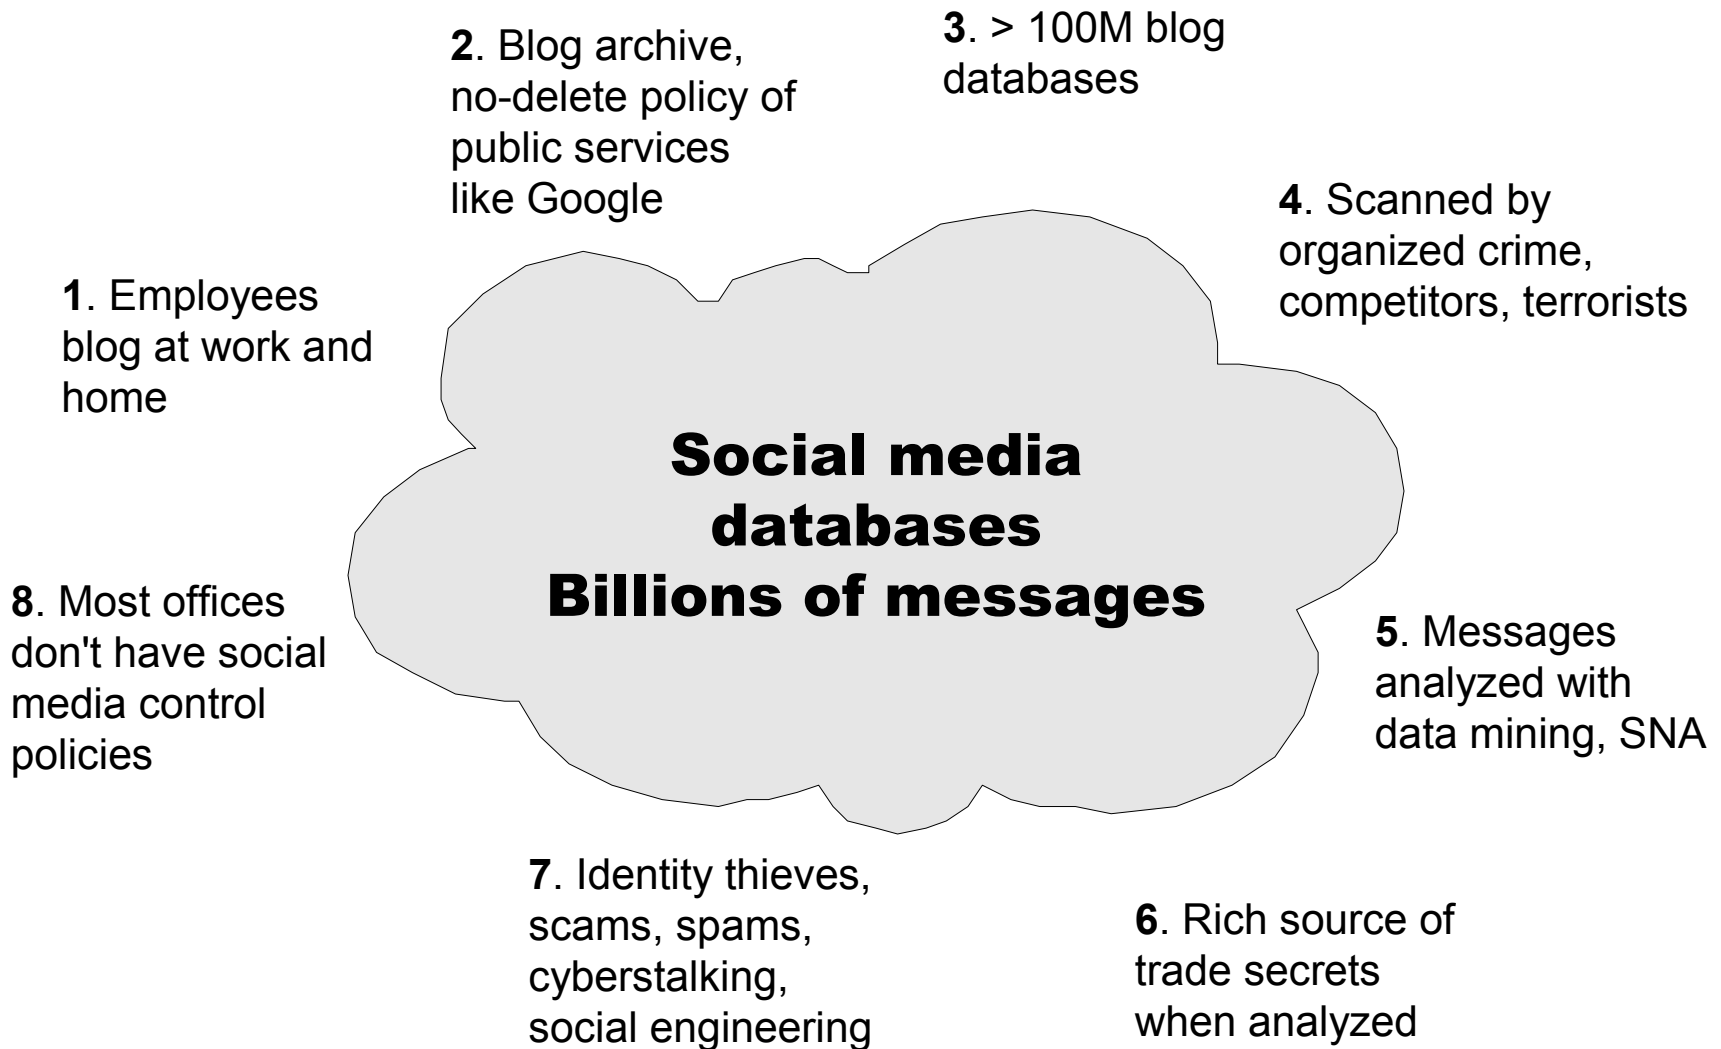 1. Employees
blog at work and
home
2. Blog archive,
no-delete policy of
public services
like Google
3. > 100M blog
databases
4. Scanned by
organized crime,
competitors, terrorists
5. Messages
analyzed with
data mining, SNA
6. Rich source of
trade secrets
when analyzed
7. Identity thieves,
scams, spams,
cyberstalking,
social engineering
8. Most offices
don't have social
media control
policies
Social media
databases
Billions of messages